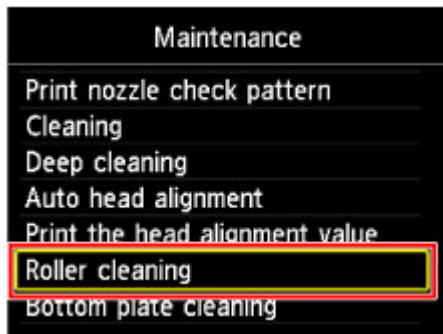 Maintenance
Print nozzle check pattern
Cleaning
Deep cleaning
Auto head alignment
Print the head alignment value
Roller cleaning
Bottom plate cleaning